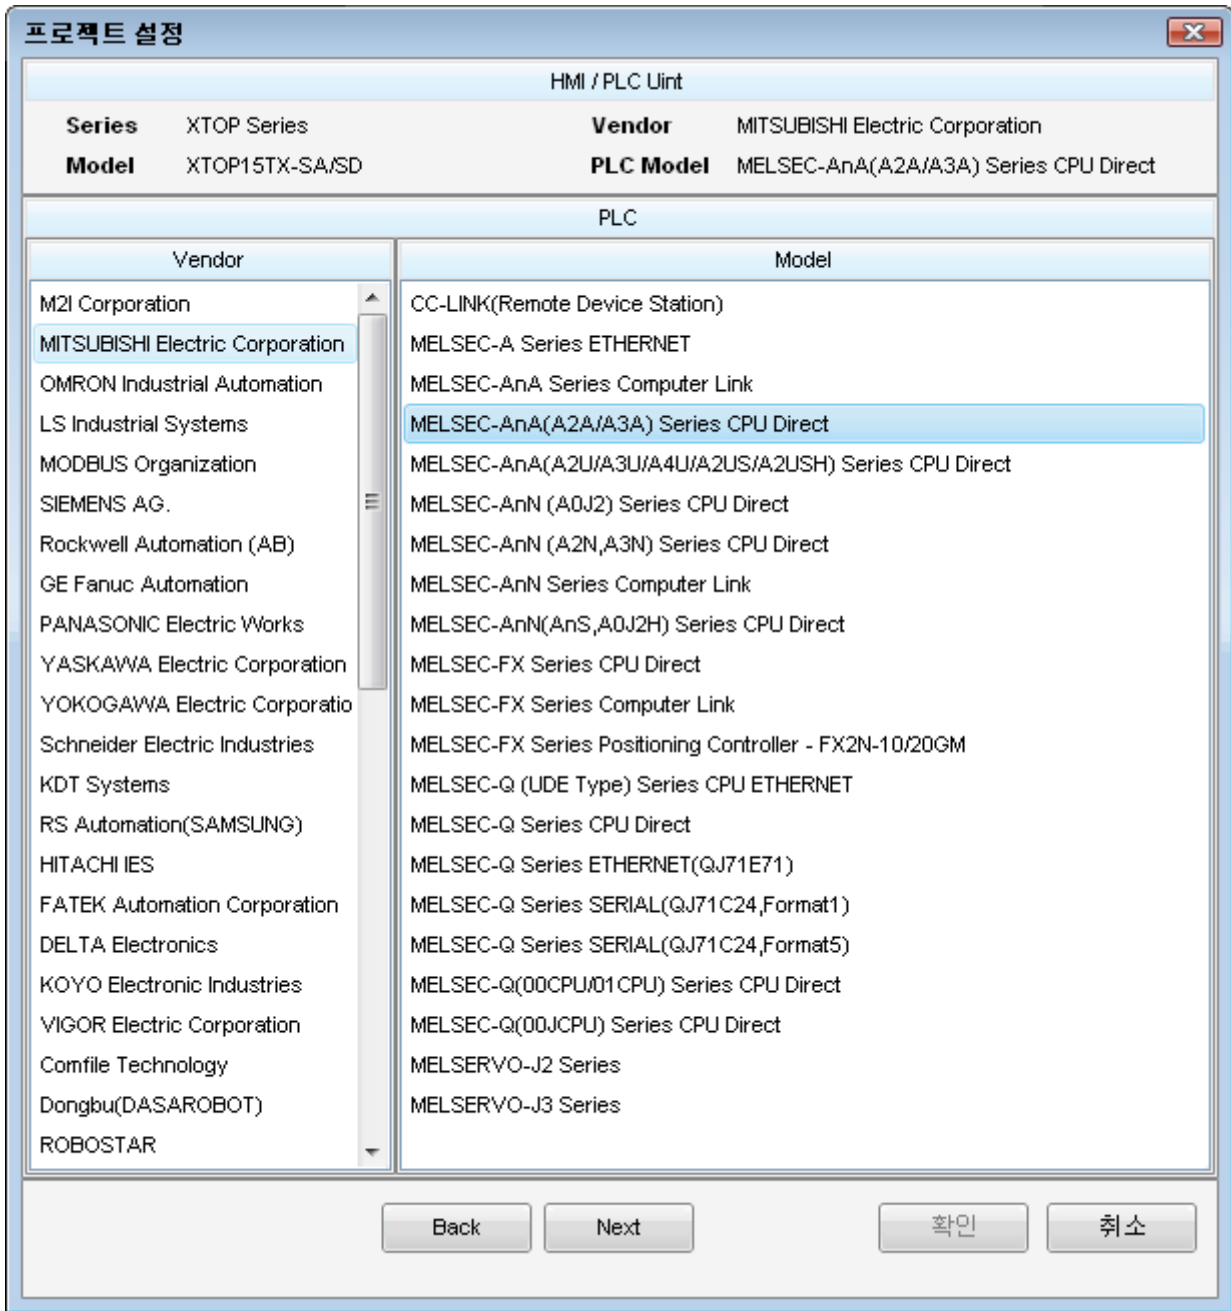 프로젝트 설정
HMI / PLC Uint
Series XTOP Series Vendor MITSUBISHI Electric Corporation
Model XTOP15TX-SA/SD PLC Model MELSEC-AnA(A2A/A3A) Series CPU Direct
PLC
Vendor
M2I Corporation
MITSUBISHI Electric Corporation
OMRON Industrial Automation
LS Industrial Systems
MODBUS Organization
SIEMENS AG.
Rockwell Automation (AB)
GE Fanuc Automation
PANASONIC Electric Works
YASKAWA Electric Corporation
YOKOGAWA Electric Corporatio
Schneider Electric Industries
KDT Systems
RS Automation(SAMSUNG)
HITACHI IES
FATEK Automation Corporation
DELTA Electronics
KOYO Electronic Industries
VIGOR Electric Corporation
Comfile Technology
Dongbu(DASAROBOT)
ROBOSTAR
Model
CC-LINK(Remote Device Station)
MELSEC-A Series ETHERNET
MELSEC-AnA Series Computer Link
MELSEC-AnA(A2A/A3A) Series CPU Direct
MELSEC-AnA(A2U/A3U/A4U/A2US/A2USH) Series CPU Direct
MELSEC-AnN (A0J2) Series CPU Direct
MELSEC-AnN (A2N,A3N) Series CPU Direct
MELSEC-AnN Series Computer Link
MELSEC-AnN(AnS,A0J2H) Series CPU Direct
MELSEC-FX Series CPU Direct
MELSEC-FX Series Computer Link
MELSEC-FX Series Positioning Controller - FX2N-10/20GM
MELSEC-Q (UDE Type) Series CPU ETHERNET
MELSEC-Q Series CPU Direct
MELSEC-Q Series ETHERNET(QJ71E71)
MELSEC-Q Series SERIAL(QJ71C24,Format1)
MELSEC-Q Series SERIAL(QJ71C24,Format5)
MELSEC-Q(00CPU/01CPU) Series CPU Direct
MELSEC-Q(00JCPU) Series CPU Direct
MELSERVO-J2 Series
MELSERVO-J3 Series
Back Next 확인 취소